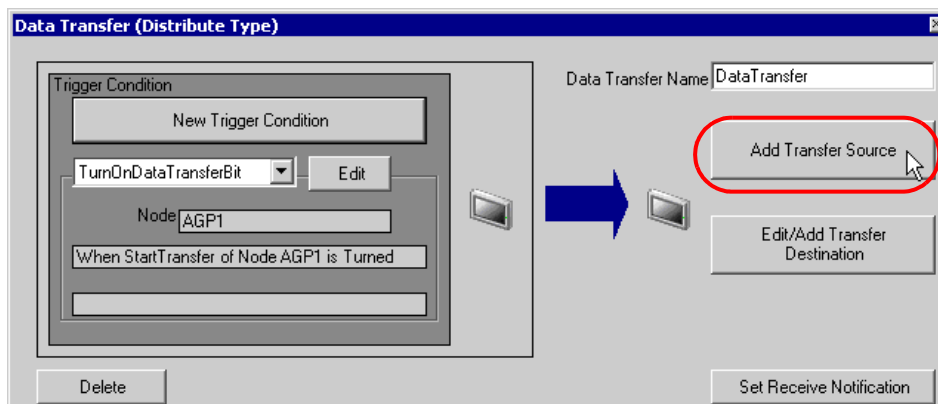 Data Transfer (Distribute Type)
Data Transfer Name DataTransfer
Trigger Condition
New Trigger Condition
Add Transfer Source
TurnOnDataTransferBit Edit
Node AGP1
Edit/Add Transfer
Destination
When StartTransfer of Node AGP1 is Turned
Delete
Set Receive Notification